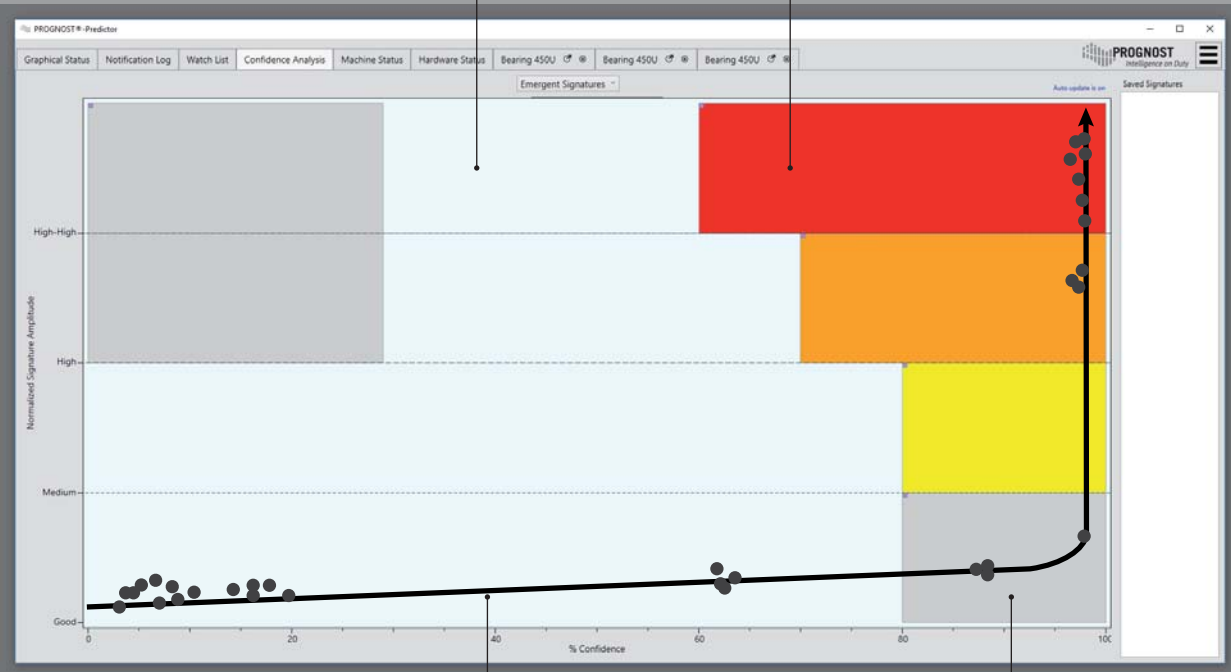 PROGNOST®-Predictor
Graphical Status
Notification Log
Watch List
Confidence Analysis
Machine Status
Hardware Status
Bearing 450U
Bearing 450U
Bearing 450U
PROGNOST
Intelligence on Duty
Emergent Signatures
Auto update is on
Saved Signatures
High-High
High
Medium
Good
Normalized Signature Amplitude
0
20
40
60
80
100
% Confidence